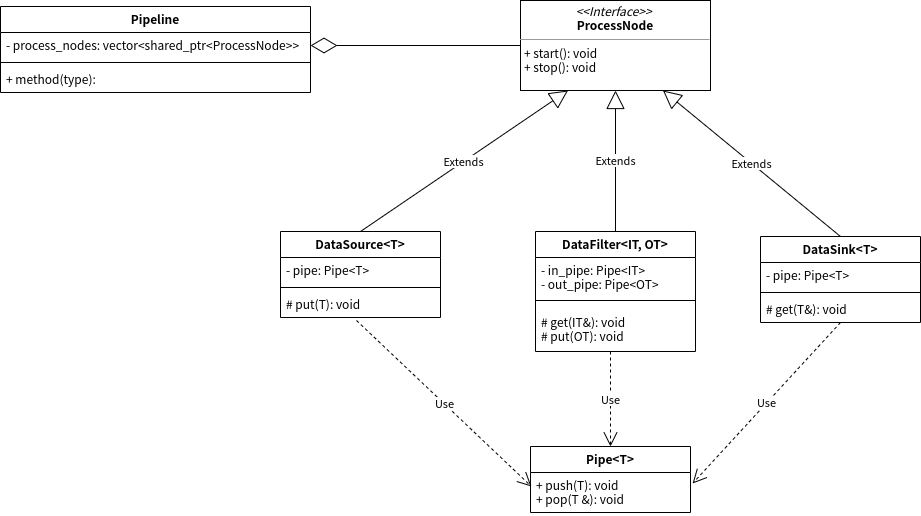 Pipeline
- process_nodes: vector<shared_ptr<ProcessNode>>
+ method(type):
<<Interface>>
ProcessNode
+ start(): void
+ stop(): void
Extends
Extends
Extends
DataSource<T>
- pipe: Pipe<T>
# put(T): void
DataFilter<IT, OT>
- in_pipe: Pipe<IT>
- out_pipe: Pipe<OT>
# get(IT&): void
# put(OT): void
DataSink<T>
- pipe: Pipe<T>
# get(T&): void
Use
Use
Use
Pipe<T>
+ push(T): void
+ pop(T &): void